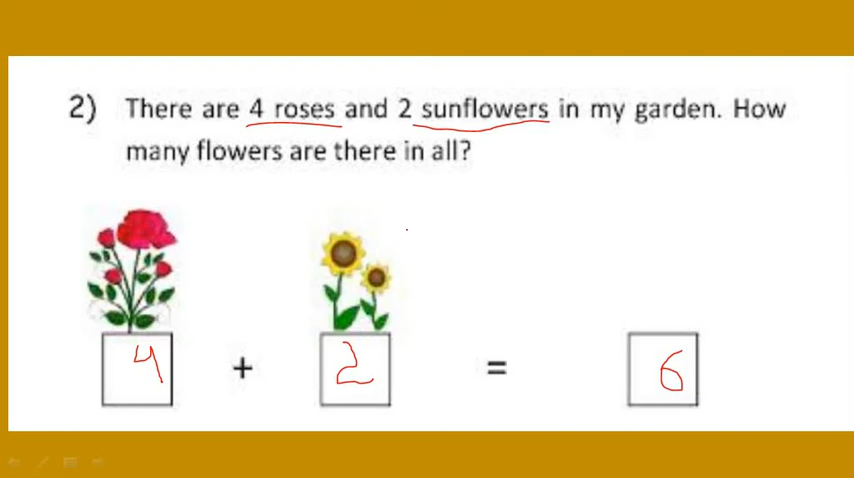 2) There are 4 roses and 2 sunflowers in my garden. How
many flowers are there in all?
4 + 2 = 6